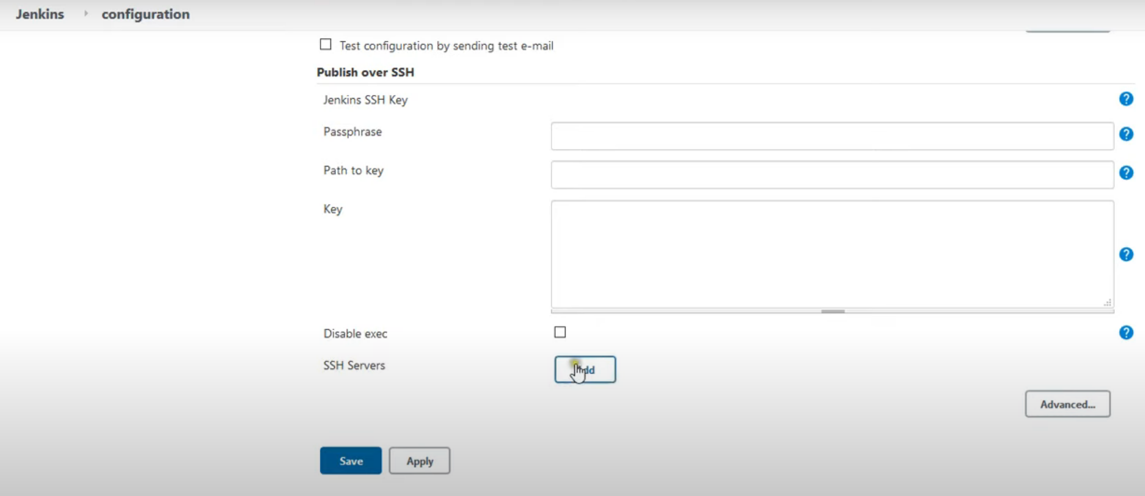 Jenkins configuration
Test configuration by sending test e-mail
Publish over SSH
Jenkins SSH Key
?
Passphrase
?
Path to key
?
Key
?
Disable exec
?
SSH Servers
Advanced...
Save Apply